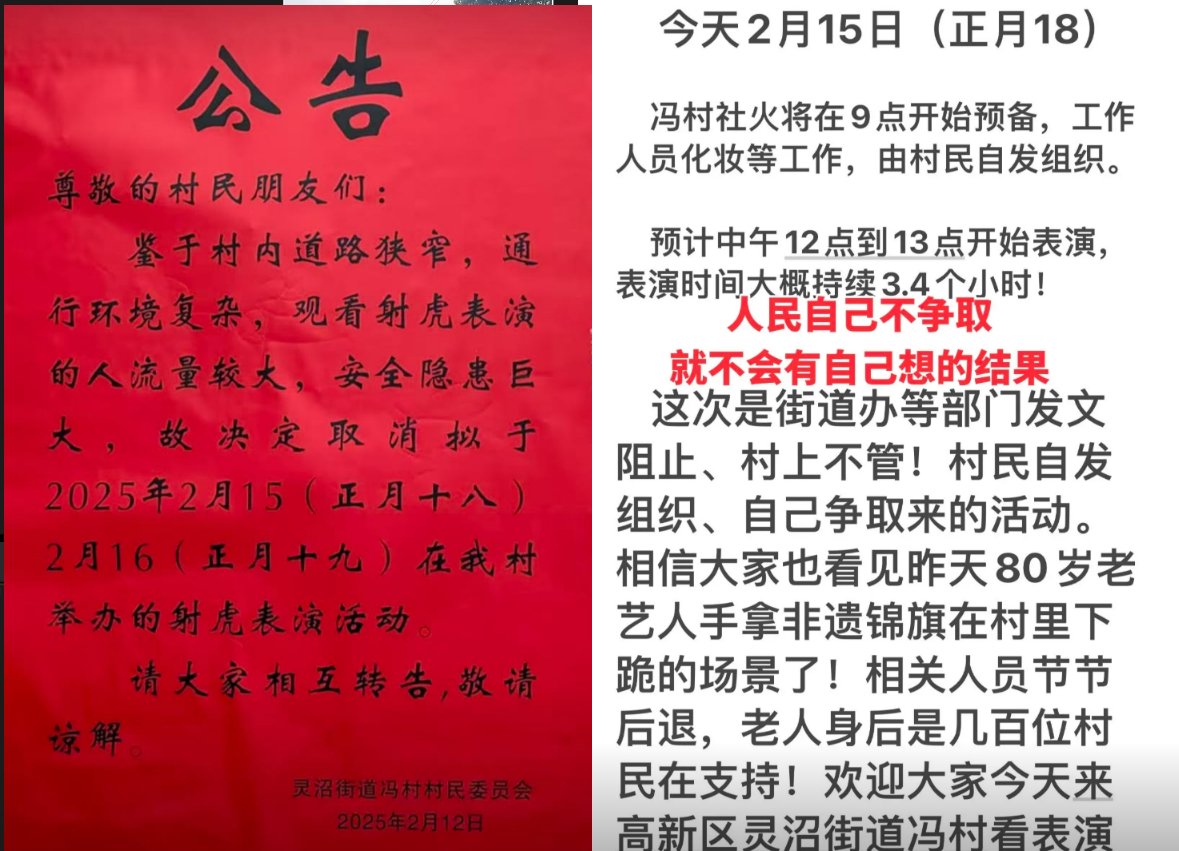 公告
尊敬的村民朋友们：
鉴于村内道路狭窄，通
行环境复杂，观看射虎表演
的人流量较大，安全隐患巨
大，故决定取消拟于
2025年2月15（正月十八）
2月16（正月十九）在我村
举办的射虎表演活动。
请大家相互转告,敬请
谅解。
灵沼街道冯村村民委员会
2025年2月12日
今天2月15日（正月18）
冯村社火将在9点开始预备，工作
人员化妆等工作，由村民自发组织。
预计中午12点到13点开始表演，
表演时间大概持续3.4个小时！
人民自己不争取
就不会有自己想的结果
这次是街道办等部门发文
阻止、村上不管！村民自发
组织、自己争取来的活动。
相信大家也看见昨天80岁老
艺人手拿非遗锦旗在村里下
跪的场景了！相关人员节节
后退，老人身后是几百位村
民在支持！欢迎大家今天来
高新区灵沼街道冯村看表演